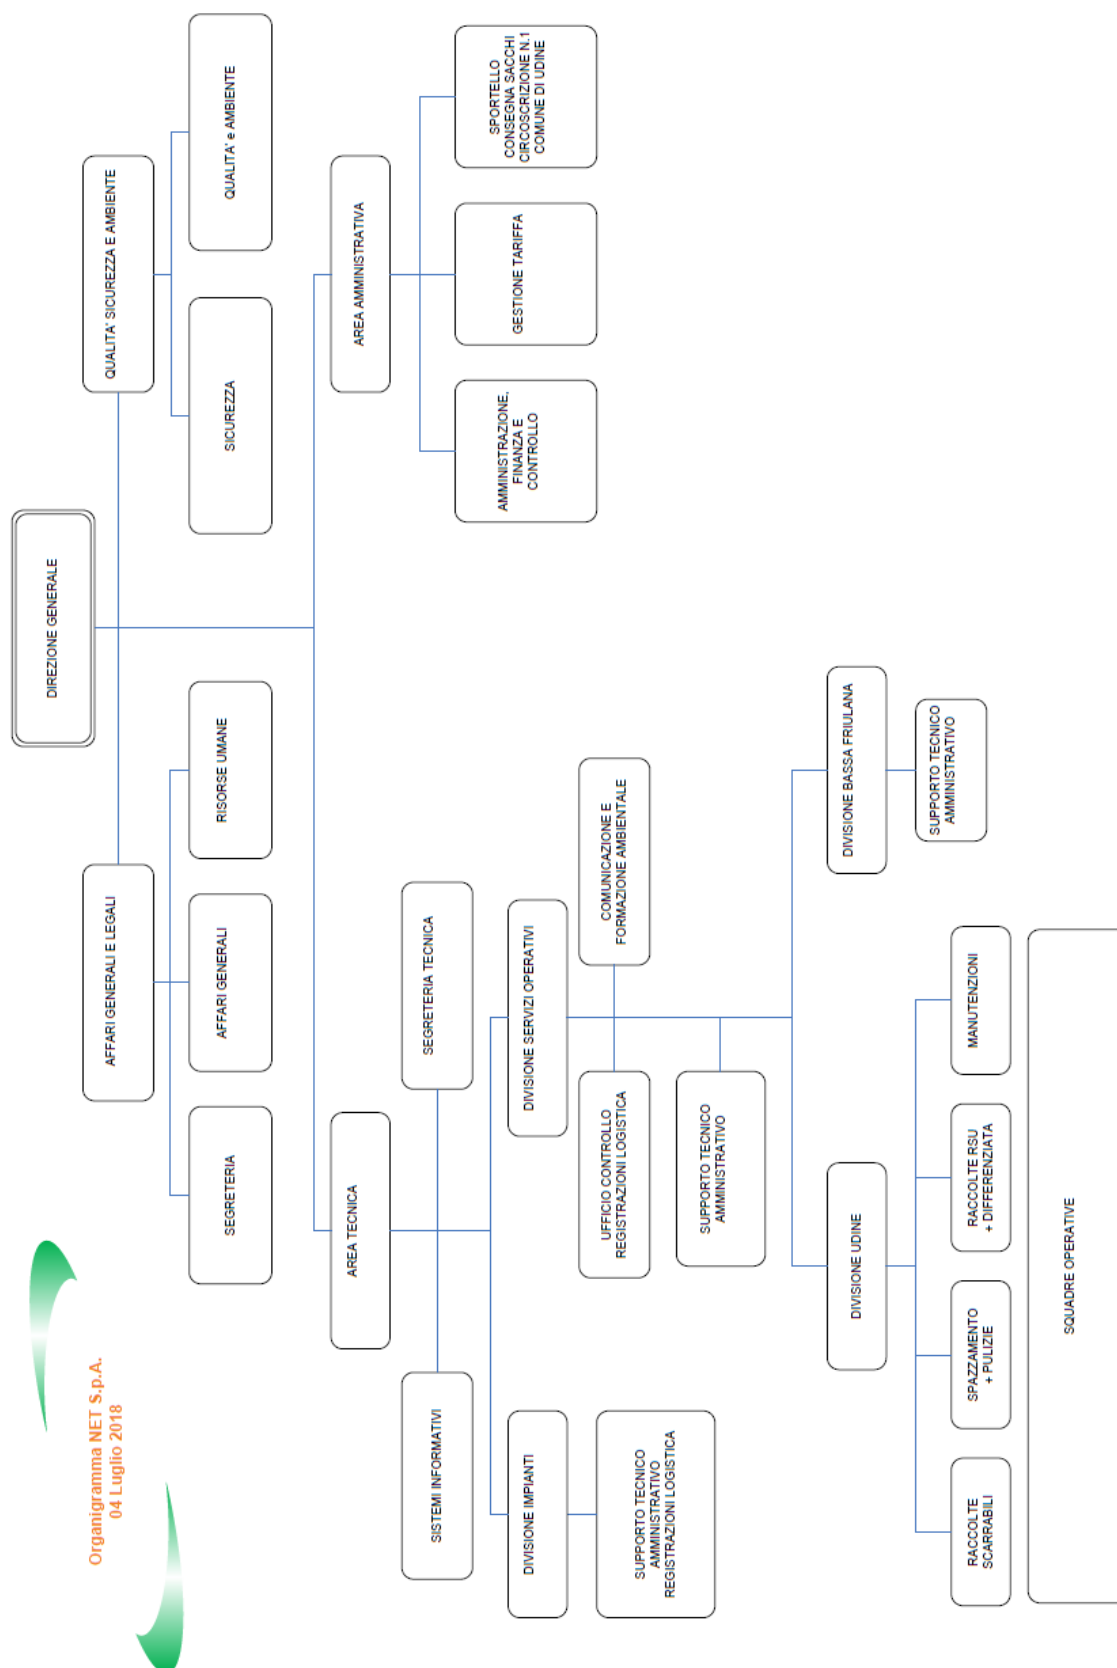 Organigramma NET S.p.A.
04 Luglio 2018
DIREZIONE GENERALE
AFFARI GENERALI E LEGALI
QUALITA' SICUREZZA E AMBIENTE
SEGRETERIA
AFFARI GENERALI
RISORSE UMANE
SICUREZZA
QUALITA' e AMBIENTE
AREA TECNICA
AREA AMMINISTRATIVA
SISTEMI INFORMATIVI
SEGRETERIA TECNICA
AMMINISTRAZIONE,
FINANZA E
CONTROLLO
GESTIONE TARIFFA
SPORTELLO
CONSEGNA SACCHI
CIRCOSCRIZIONE N.1
COMUNE DI UDINE
DIVISIONE IMPIANTI
DIVISIONE SERVIZI OPERATIVI
SUPPORTO TECNICO
AMMINISTRATIVO
REGISTRAZIONI LOGISTICA
UFFICIO CONTROLLO
REGISTRAZIONI LOGISTICA
COMUNICAZIONE E
FORMAZIONE AMBIENTALE
SUPPORTO TECNICO
AMMINISTRATIVO
DIVISIONE UDINE
DIVISIONE BASSA FRIULANA
SUPPORTO TECNICO
AMMINISTRATIVO
RACCOLTE
SCARRABILI
SPAZZAMENTO
+ PULIZIE
RACCOLTE RSU
+ DIFFERENZIATA
MANUTENZIONI
SQUADRE OPERATIVE